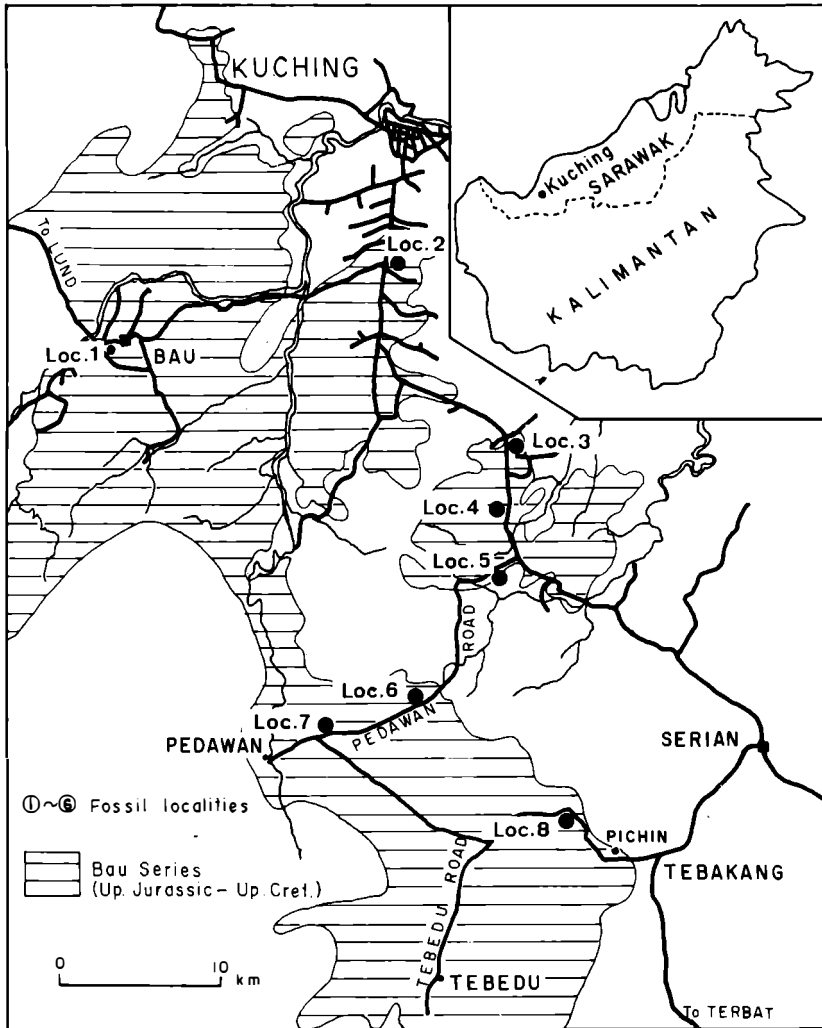 KUCHING
Kuching
SARAWAK
KALIMANTAN
To LUND
Loc.2
Loc.1
BAU
Loc.3
Loc.4
Loc.5
ROAD
Loc.6
Loc.7
PEDAWAN
PEDAWAN
SERIAN
①~⑥ Fossil localities
Loc.8
PICHIN
Bau Series
(Up. Jurassic – Up. Cret.)
TEBAKANG
TEBEDU ROAD
0 10
km
TEBEDU
To TERBAT